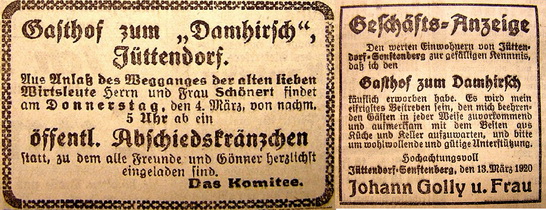 Gasthof zum „Damhirsch“,
Jüttendorf.
Aus Anlaß des Wegganges der alten lieben
Wirtsleute Herrn und Frau Schönert findet
am Donnerstag, den 4. März, von nachm.
5 Uhr ab ein
öffentl. Abschiedskränzchen
statt, zu dem alle Freunde und Gönner herzlichst
eingeladen sind.
Das Komitee.
Geschäfts-Anzeige
Den werten Einwohnern von Jütten-
dorf-Senftenberg zur gefälligen Kenntnis,
daß ich den
Gasthof zum Damhirsch
käuflich erworben habe. Es wird mein
eifrigstes Bestreben sein, den mich beehren-
den Gästen in jeder Weise zuvorkommend
und aufmerksam mit dem Besten aus
Küche und Keller aufzuwarten, und bitte
um wohlwollende und gütige Unterstützung.
Hochachtungsvoll
Jüttendorf-Senftenberg, den 13. März 1920
Johann Golly u. Frau